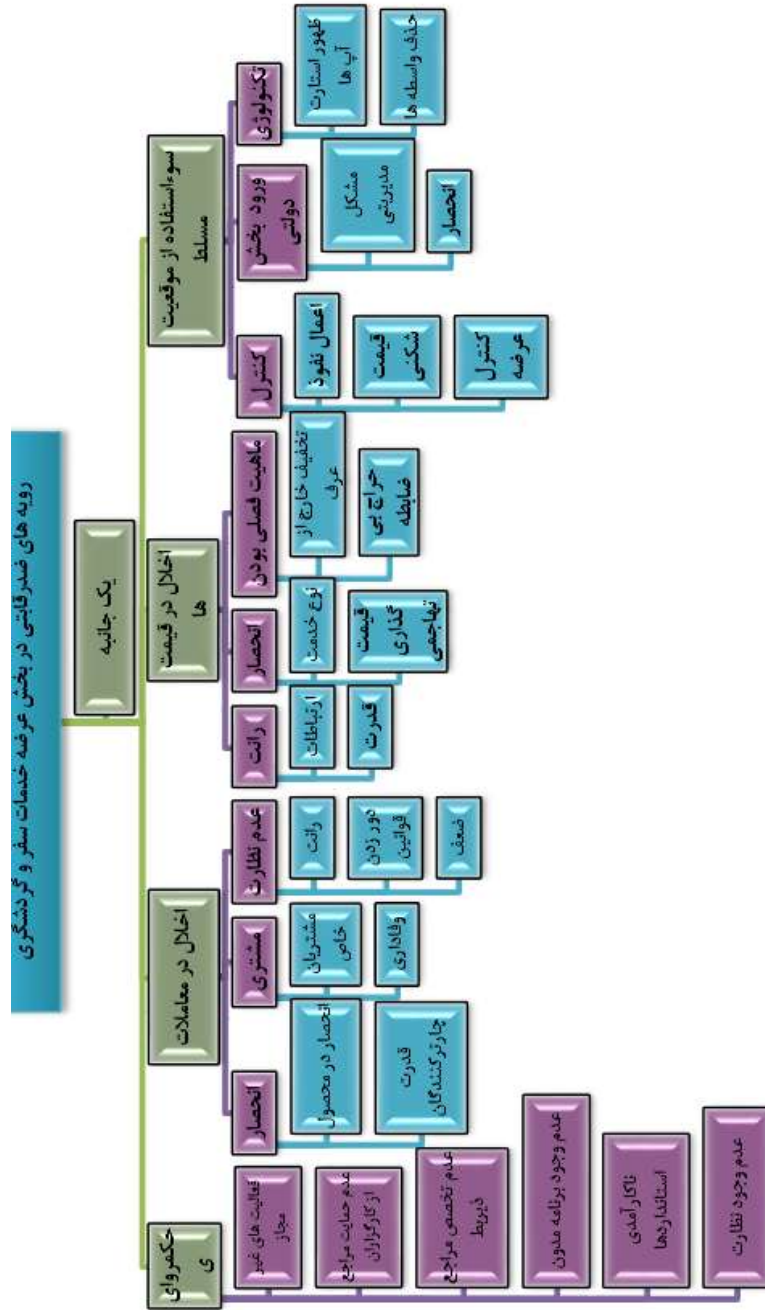 رویه های ضدرقابتی در بخش عرضه خدمات سفر و گردشگری
یک جانبه
سوءاستفاده از موقعیت
مسلط
تکنولوژی
ظهور استارت
آپ ها
حذف واسطه ها
ورود بخش
دولتی
مشکل
مدیریتی
انحصار
کنترل
اعمال نفوذ
قیمت
شکنی
کنترل
عرضه
اخلال در قیمت
ها
ماهیت فصلی بودن
تخفیف خارج از
عرف
حراج بی
ضابطه
انحصار
نوع خدمت
قیمت
گذاری
تهاجمی
رانت
ارتباطات
قدرت
اخلال در معاملات
عدم نظارت
رانت
دور زدن
قوانین
ضعف
مشتری
مشتریان
خاص
وفاداری
انحصار
انحصار در محصول
قدرت
چارترکنندگان
حکمروای
ی
فعالیت های غیر
مجاز
عدم حمایت مراجع
از کارگزاران
عدم تخصص مراجع
ذیربط
عدم وجود برنامه مدون
ناکارآمدی
استانداردها
عدم وجود نظارت